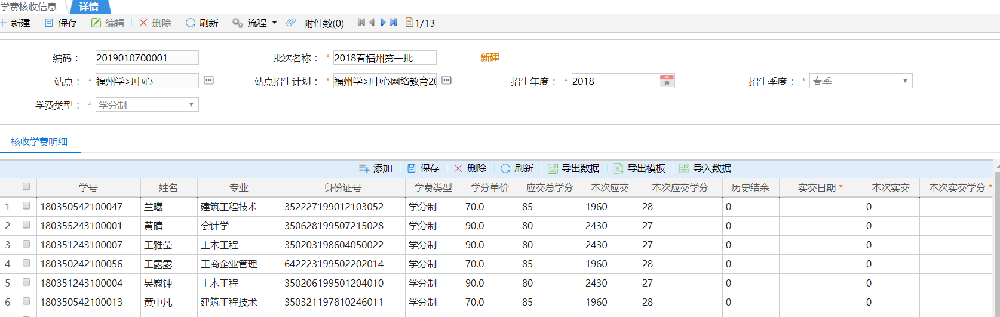 学费核收信息 详情
新建 保存 编辑 删除 刷新 流程 附件数(0) 1/13
编码： 2019010700001 批次名称： * 2018春福州第一批 新建
站点： * 福州学习中心 站点招生计划： * 福州学习中心网络教育20 招生年度： * 2018 招生季度： * 春季
学费类型： * 学分制
核收学费明细
添加 保存 删除 刷新 导出数据 导出模板 导入数据
学号 姓名 专业 身份证号 学费类型 学分单价 应交总学分 本次应交 本次应交学分 历史结余 实交日期 * 本次实交 本次实交学分 *
1 180350542100047 兰曦 建筑工程技术 352227199012103052 学分制 70.0 85 1960 28 0 0
2 180355243100001 黄晴 会计学 350628199507215028 学分制 90.0 80 2430 27 0 0
3 180351243100007 王雅莹 土木工程 350203198604050022 学分制 90.0 80 2430 27 0 0
4 180350242100056 王露露 工商企业管理 642223199502202014 学分制 70.0 85 1960 28 0 0
5 180351243100004 吴慰钟 土木工程 350206199501204010 学分制 90.0 80 2430 27 0 0
6 180350542100013 黄中凡 建筑工程技术 350321197810246011 学分制 70.0 85 1960 28 0 0